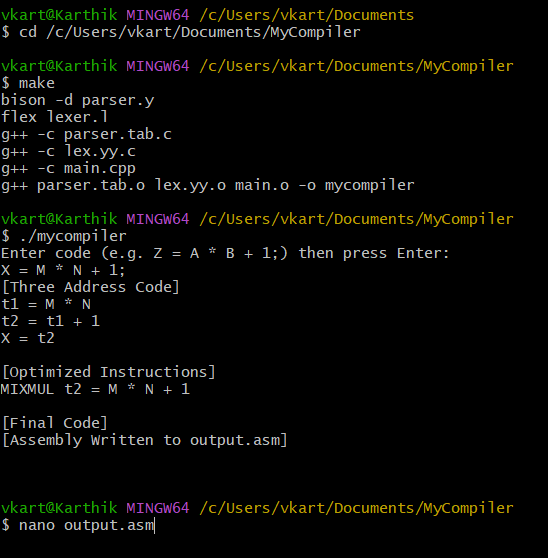 vkart@Karthik MINGW64 /c/Users/vkart/Documents
$ cd /c/Users/vkart/Documents/MyCompiler
vkart@Karthik MINGW64 /c/Users/vkart/Documents/MyCompiler
$ make
bison -d parser.y
flex lexer.l
g++ -c parser.tab.c
g++ -c lex.yy.c
g++ -c main.cpp
g++ parser.tab.o lex.yy.o main.o -o mycompiler
vkart@Karthik MINGW64 /c/Users/vkart/Documents/MyCompiler
$ ./mycompiler
Enter code (e.g. Z = A * B + 1;) then press Enter:
X = M * N + 1;
[Three Address Code]
t1 = M * N
t2 = t1 + 1
X = t2
[Optimized Instructions]
MIXMUL t2 = M * N + 1
[Final Code]
[Assembly Written to output.asm]
vkart@Karthik MINGW64 /c/Users/vkart/Documents/MyCompiler
$ nano output.asm